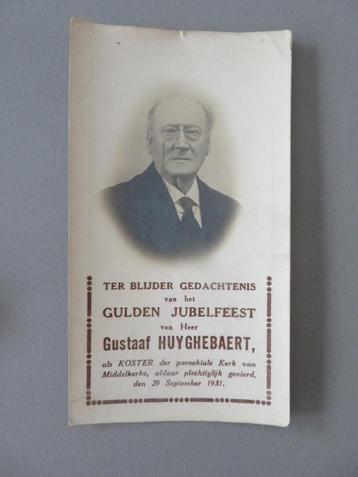 TER BLIJDER GEDACHTENIS
van het
GULDEN JUBELFEEST
van Heer
Gustaaf HUYGHEBAERT,
als KOSTER der parochiale Kerk van
Middelkerke, aldaar plechtiglijk gevierd,
den 29 September 1931.